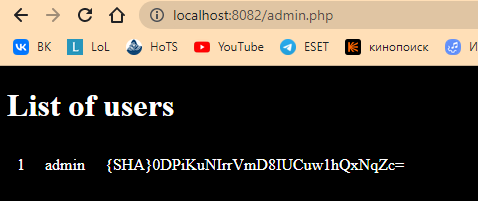 localhost:8082/admin.php
ВК LoL HoTS YouTube ESET кинопоиск И
List of users
1 admin {SHA}0DPiKuNIrrVmD8IUCuw1hQxNqZc=